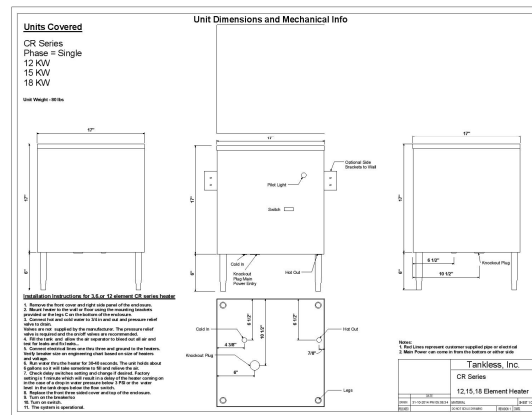 Unit Dimensions and Mechanical Info
Units Covered
CR Series
Phase = Single
12 KW
15 KW
18 KW
Unit Weight - 80 lbs
17"
17"
6"
11"
17"
6"
Optional Side
Brackets to Wall
Pilot Light
Switch
Cold in
Knockout
Plug Main
Power Entry
Hot Out
17"
17"
6"
6 1/2"
10 1/2"
Knockout Plug
Installation Instructions for 3,6,or 12 element CR series heater
1. Remove the front cover and right side panel of the enclosure.
2. Mount heater to the wall or floor using the mounting brackets
provided or the legs C on the bottom of the enclosure.
3. Connect hot and cold water to 3/4 in and out and pressure relief
valve to drain.
Valves are not supplied by the manufacturer. The pressure relief
valve is required and the on/off valves are recommended.
4. Fill the tank and allow the air separator to bleed out all air and
test for leaks and fix leaks..
5. Connect electrical lines one thru three and ground to the heaters.
Verify breaker size on engineering chart based on size of heaters
and voltage.
6. Run water thru the heater for 30-45 seconds. The unit holds about
5 gallons so it will take sometime to fill and relieve the air.
7. Check delay switches setting and change if desired. Factory
setting is 1 minute which will result in a delay of the heater coming on
in the case of a drop in water pressure below 3 PSI or the water
level in the tank drops below the float switch.
8. Replace the front and sided cover and top of the enclosure.
9. Turn on the breaker/so
10. Turn on switch.
11. The system is operational.
Cold in
6 1/2"
10 1/2"
6 1/2"
Hot Out
4 3/8"
7/8"
Knockout Plug
6"
Legs
Notes:
1. Red Lines represent customer supplied pipe or electrical
2. Main Power can come in from the bottom or either side
Tankless, Inc.
CR Series
12,15,18 Element Heater
DATE